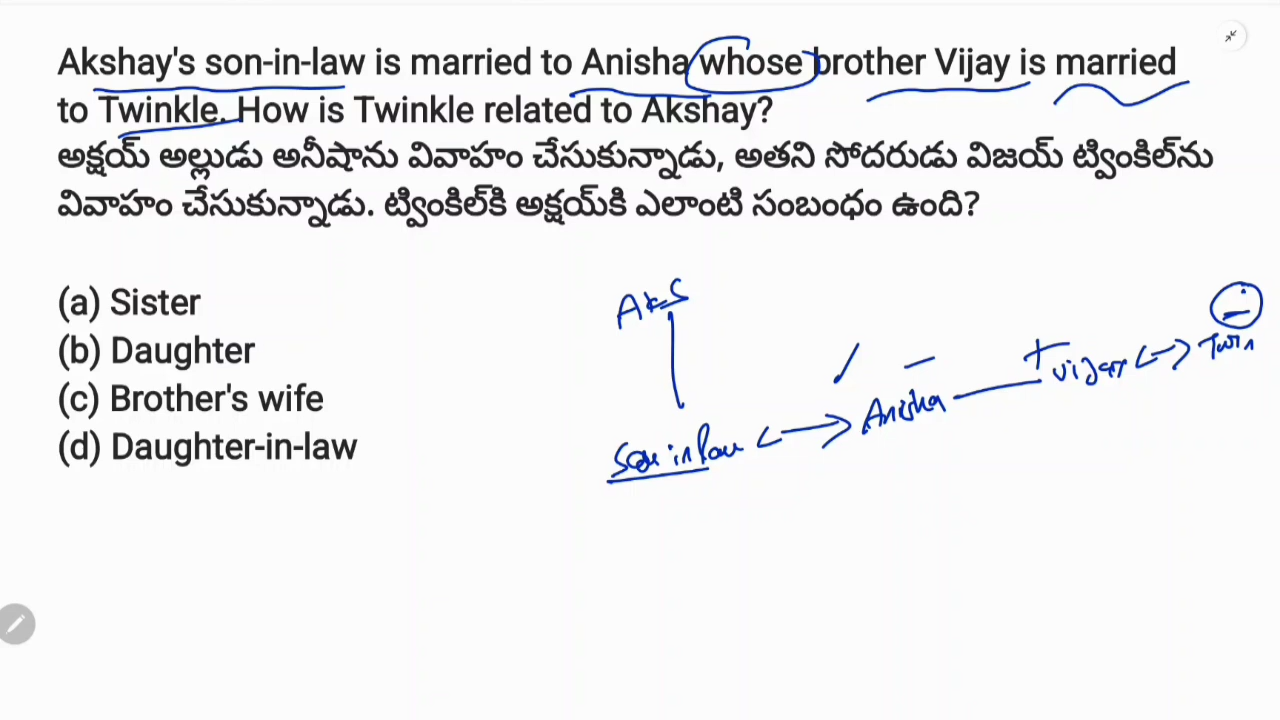 Akshay's son-in-law is married to Anisha whose brother Vijay is married
to Twinkle. How is Twinkle related to Akshay?
అక్షయ్ అల్లుడు అనీషాను వివాహం చేసుకున్నాడు, అతని సోదరుడు విజయ్ ట్వింకిల్‌ను
వివాహం చేసుకున్నాడు. ట్వింకిల్‌కి అక్షయ్‌కి ఎలాంటి సంబంధం ఉంది?
(a) Sister
(b) Daughter
(c) Brother's wife
(d) Daughter-in-law
AkS
Son in law <-> Anisha — + Vijay <-> Twin